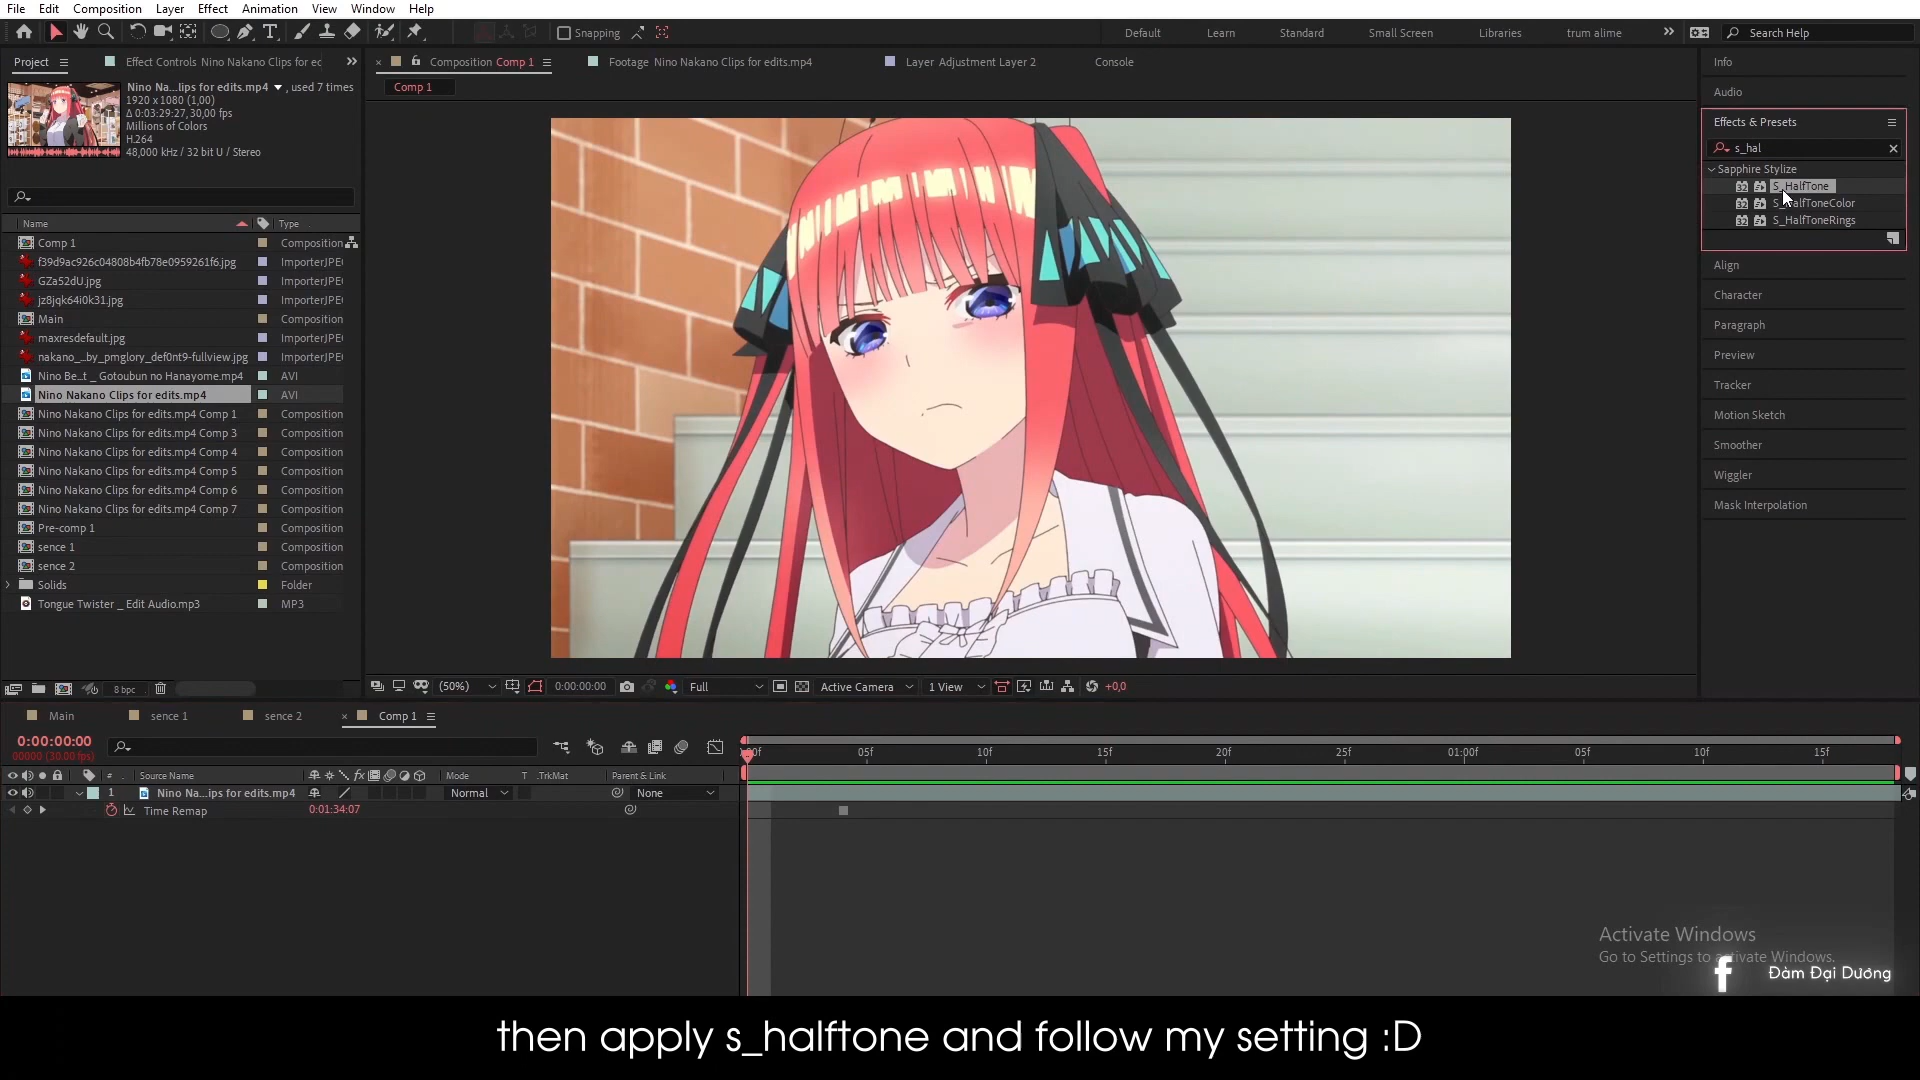 File Edit Composition Layer Effect Animation View Window Help
Snapping
Default Learn Standard Small Screen Libraries trum alime
Search Help
Project
Effect Controls Nino Nakano Clips for ec
Composition Comp 1
Footage Nino Nakano Clips for edits.mp4
Layer Adjustment Layer 2
Console
Comp 1
Nino Na...lips for edits.mp4 , used 7 times
1920 x 1080 (1,00)
Δ 0:03:29:27, 30,00 fps
Millions of Colors
H.264
48,000 kHz / 32 bit U / Stereo
Name Type
Comp 1 Composition
f39d9ac926c04808b4fb78e0959261f6.jpg ImporterJPE
GZa52dU.jpg ImporterJPE
jz8jqk64i0k31.jpg ImporterJPE
Main Composition
maxresdefault.jpg ImporterJPE
nakano_...by_pmglory_def0nt9-fullview.jpg ImporterJPE
Nino Be...t _ Gotoubun no Hanayome.mp4 AVI
Nino Nakano Clips for edits.mp4 AVI
Nino Nakano Clips for edits.mp4 Comp 1 Composition
Nino Nakano Clips for edits.mp4 Comp 3 Composition
Nino Nakano Clips for edits.mp4 Comp 4 Composition
Nino Nakano Clips for edits.mp4 Comp 5 Composition
Nino Nakano Clips for edits.mp4 Comp 6 Composition
Nino Nakano Clips for edits.mp4 Comp 7 Composition
Pre-comp 1 Composition
sence 1 Composition
sence 2 Composition
Solids Folder
Tongue Twister _ Edit Audio.mp3 MP3
8 bpc
(50%) 0:00:00:00 Full Active Camera 1 View +0,0
Info
Audio
Effects & Presets
s_hal
Sapphire Stylize
32 S_HalfTone
32 S_HalfToneColor
32 S_HalfToneRings
Align
Character
Paragraph
Preview
Tracker
Motion Sketch
Smoother
Wiggler
Mask Interpolation
Main sence 1 sence 2 Comp 1
0:00:00:00
00000 (30.00 fps)
05f 10f 15f 20f 25f 01:00f 05f 10f 15f
# Source Name fx Mode T .TrkMat Parent & Link
1 Nino Na...ips for edits.mp4 Normal None
Time Remap 0:01:34:07
Activate Windows
Go to Settings to activate Windows.
f Đàm Đại Dương
then apply s_halftone and follow my setting :D